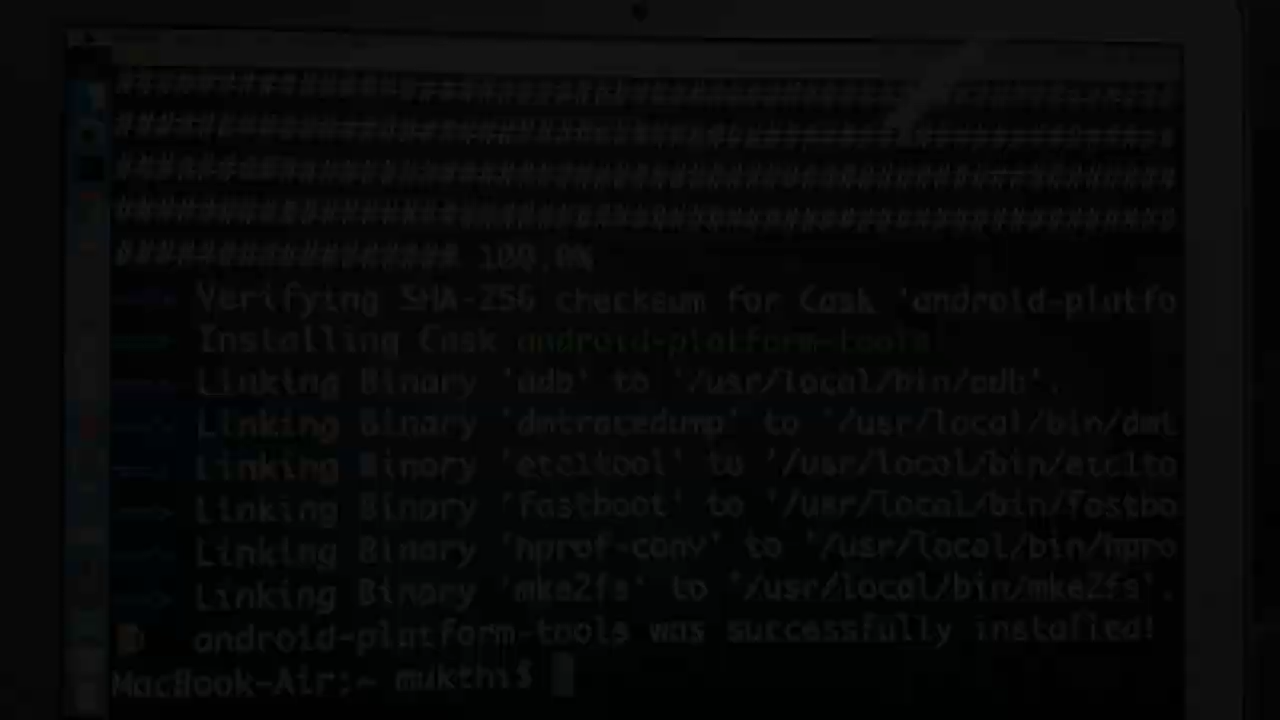 ################## 100.0%
Verifying SHA-256 checksum for Cask 'android-platfo
Installing Cask android-platform-tools
Linking Binary 'adb' to '/usr/local/bin/adb'.
Linking Binary 'dmtracedump' to '/usr/local/bin/dmt
Linking Binary 'etc1tool' to '/usr/local/bin/etc1to
Linking Binary 'fastboot' to '/usr/local/bin/fastbo
Linking Binary 'hprof-conv' to '/usr/local/bin/hpro
Linking Binary 'mke2fs' to '/usr/local/bin/mke2fs'.
android-platform-tools was successfully installed!
MacBook-Air:~ mukthi$